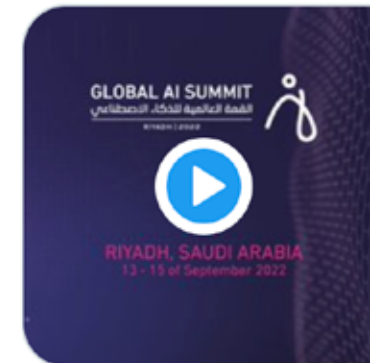 GLOBAL AI SUMMIT
القمة العالمية للذكاء الاصطناعي
RIYADH | 2022
RIYADH, SAUDI ARABIA
13 - 15 of September 2022